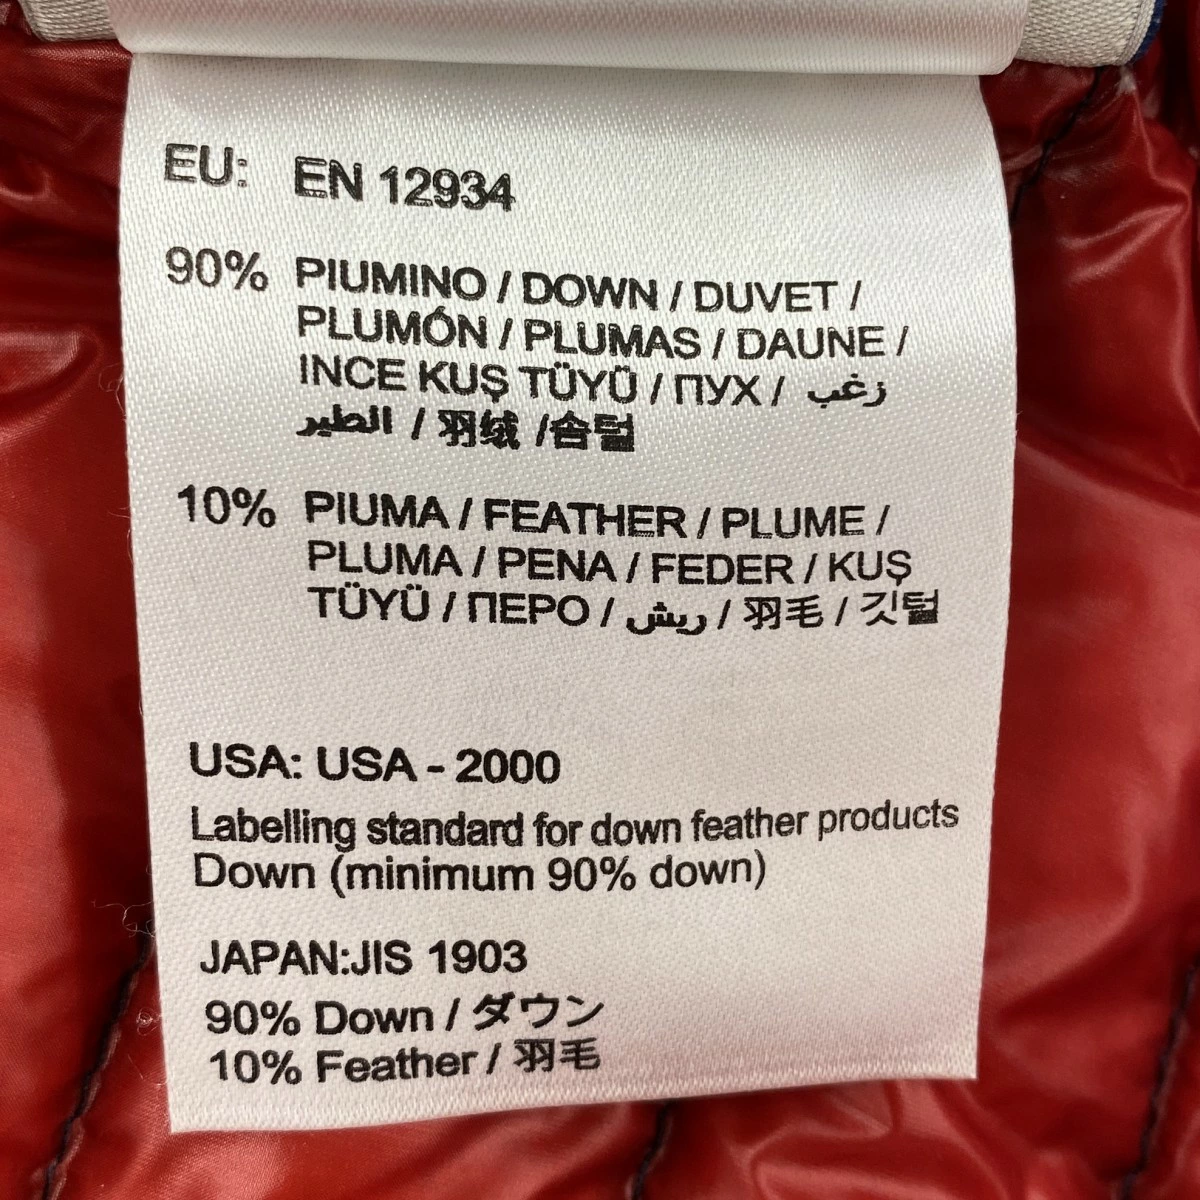 EU: EN 12934
90% PIUMINO / DOWN / DUVET /
PLUMÓN / PLUMAS / DAUNE /
INCE KUŞ TÜYÜ / ПУХ / زغب
الطير / 羽绒 /솜털
10% PIUMA / FEATHER / PLUME /
PLUMA / PENA / FEDER / KUŞ
TÜYÜ / ПЕРО / ريش / 羽毛 / 깃털
USA: USA - 2000
Labelling standard for down feather products
Down (minimum 90% down)
JAPAN:JIS 1903
90% Down / ダウン
10% Feather / 羽毛